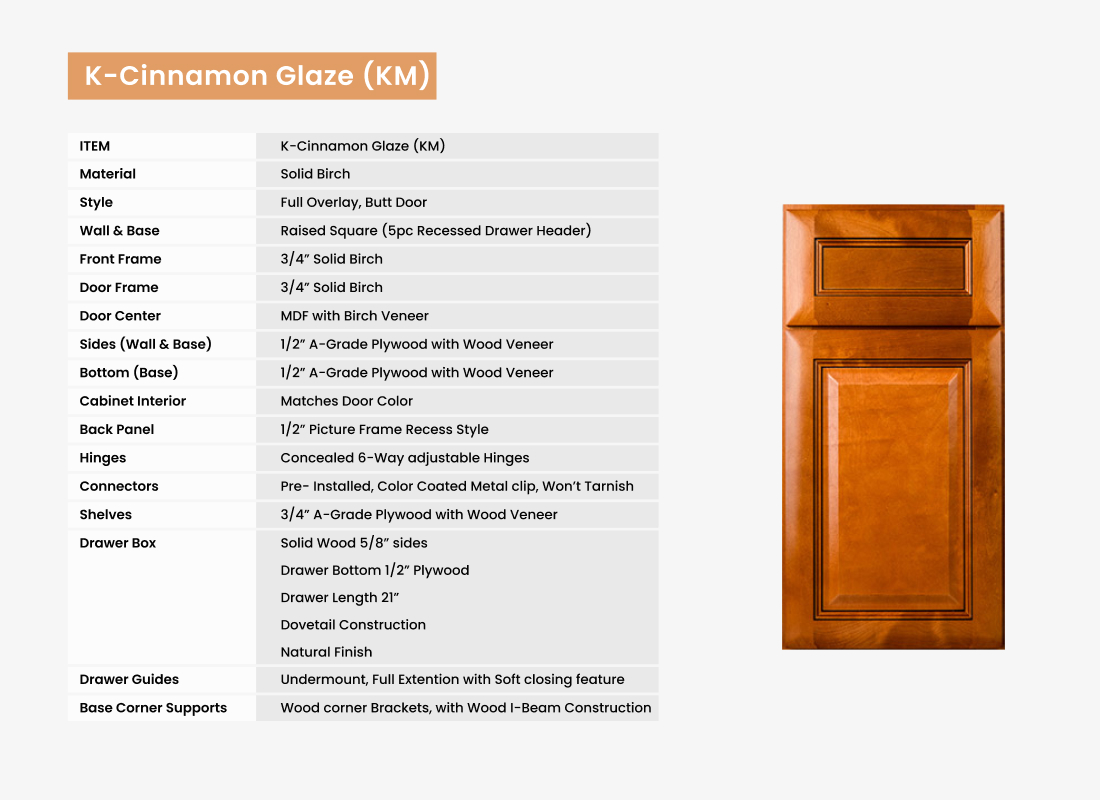 K-Cinnamon Glaze (KM)
ITEM K-Cinnamon Glaze (KM)
Material Solid Birch
Style Full Overlay, Butt Door
Wall & Base Raised Square (5pc Recessed Drawer Header)
Front Frame 3/4” Solid Birch
Door Frame 3/4” Solid Birch
Door Center MDF with Birch Veneer
Sides (Wall & Base) 1/2” A-Grade Plywood with Wood Veneer
Bottom (Base) 1/2” A-Grade Plywood with Wood Veneer
Cabinet Interior Matches Door Color
Back Panel 1/2” Picture Frame Recess Style
Hinges Concealed 6-Way adjustable Hinges
Connectors Pre- Installed, Color Coated Metal clip, Won’t Tarnish
Shelves 3/4” A-Grade Plywood with Wood Veneer
Drawer Box Solid Wood 5/8” sides
Drawer Bottom 1/2” Plywood
Drawer Length 21”
Dovetail Construction
Natural Finish
Drawer Guides Undermount, Full Extention with Soft closing feature
Base Corner Supports Wood corner Brackets, with Wood I-Beam Construction